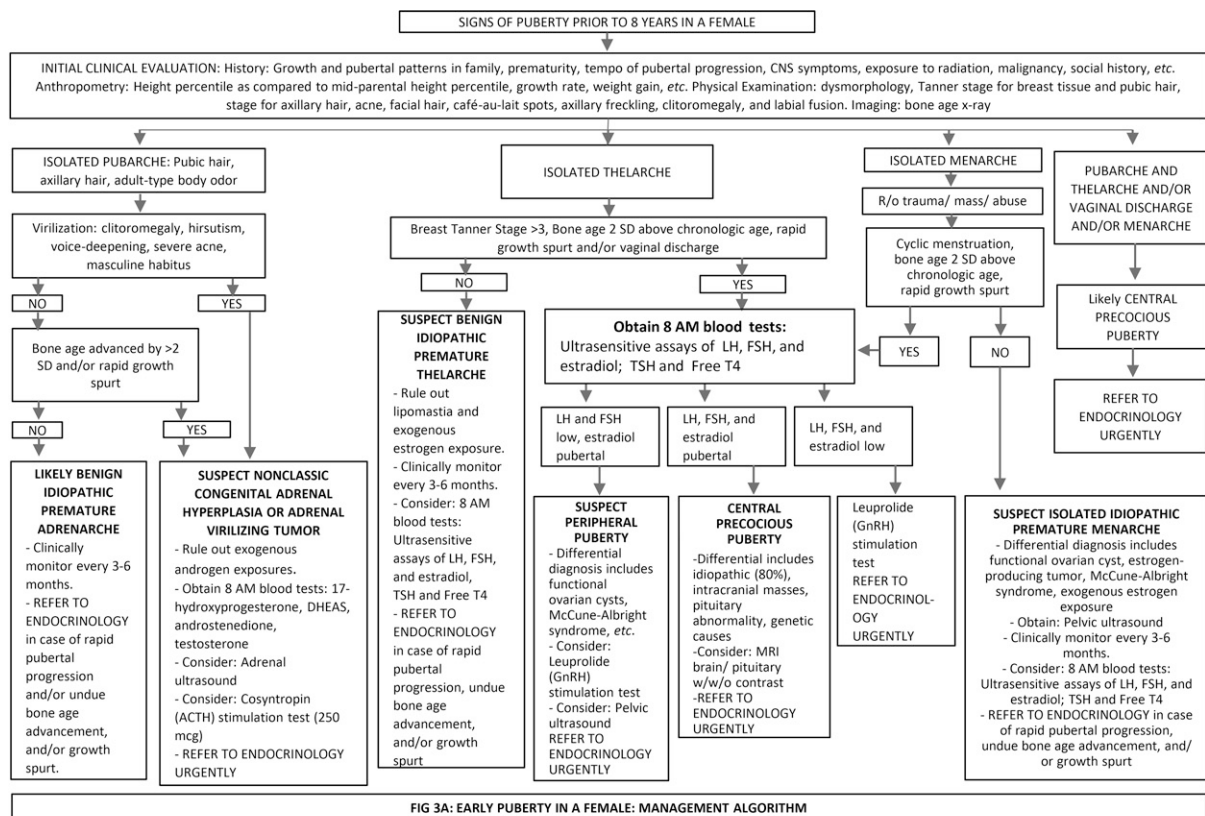 SIGNS OF PUBERTY PRIOR TO 8 YEARS IN A FEMALE
INITIAL CLINICAL EVALUATION: History: Growth and pubertal patterns in family, prematurity, tempo of pubertal progression, CNS symptoms, exposure to radiation, malignancy, social history, etc.
Anthropometry: Height percentile as compared to mid-parental height percentile, growth rate, weight gain, etc. Physical Examination: dysmorphology, Tanner stage for breast tissue and pubic hair,
stage for axillary hair, acne, facial hair, café-au-lait spots, axillary freckling, clitoromegaly, and labial fusion. Imaging: bone age x-ray
ISOLATED PUBARCHE: Pubic hair,
axillary hair, adult-type body odor
Virilization: clitoromegaly, hirsutism,
voice-deepening, severe acne,
masculine habitus
NO
YES
Bone age advanced by >2
SD and/or rapid growth
spurt
NO
YES
LIKELY BENIGN
IDIOPATHIC
PREMATURE
ADRENARCHE
- Clinically
monitor every 3-6
months.
- REFER TO
ENDOCRINOLOGY
in case of rapid
pubertal
progression
and/or undue
bone age
advancement,
and/or growth
spurt.
SUSPECT NONCLASSIC
CONGENITAL ADRENAL
HYPERPLASIA OR ADRENAL
VIRILIZING TUMOR
- Rule out exogenous
androgen exposures.
- Obtain 8 AM blood tests: 17-
hydroxyprogesterone, DHEAS,
androstenedione,
testosterone
- Consider: Adrenal
ultrasound
- Consider: Cosyntropin
(ACTH) stimulation test (250
mcg)
- REFER TO ENDOCRINOLOGY
URGENTLY
ISOLATED THELARCHE
Breast Tanner Stage >3, Bone age 2 SD above chronologic age, rapid
growth spurt and/or vaginal discharge
NO
YES
SUSPECT BENIGN
IDIOPATHIC
PREMATURE
THELARCHE
- Rule out
lipomastia and
exogenous
estrogen exposure.
- Clinically monitor
every 3-6 months.
- Consider: 8 AM
blood tests:
Ultrasensitive
assays of LH, FSH,
and estradiol,
TSH and Free T4
- REFER TO
ENDOCRINOLOGY
in case of rapid
pubertal
progression, undue
bone age
advancement,
and/or growth
spurt
Obtain 8 AM blood tests:
Ultrasensitive assays of LH, FSH, and
estradiol; TSH and Free T4
LH and FSH
low, estradiol
pubertal
LH, FSH, and
estradiol
pubertal
LH, FSH, and
estradiol low
SUSPECT
PERIPHERAL
PUBERTY
- Differential
diagnosis includes
functional
ovarian cysts,
McCune-Albright
syndrome, etc.
- Consider:
Leuprolide
(GnRH)
stimulation test
- Consider: Pelvic
ultrasound
REFER TO
ENDOCRINOLOGY
URGENTLY
CENTRAL
PRECOCIOUS
PUBERTY
-Differential includes
idiopathic (80%),
intracranial masses,
pituitary
abnormality, genetic
causes
-Consider: MRI
brain/ pituitary
w/w/o contrast
-REFER TO
ENDOCRINOLOGY
URGENTLY
Leuprolide
(GnRH)
stimulation
test
REFER TO
ENDOCRINOL-
OGY
URGENTLY
ISOLATED MENARCHE
R/o trauma/ mass/ abuse
Cyclic menstruation,
bone age 2 SD above
chronologic age,
rapid growth spurt
YES
NO
SUSPECT ISOLATED IDIOPATHIC
PREMATURE MENARCHE
- Differential diagnosis includes
functional ovarian cyst, estrogen-
producing tumor, McCune-Albright
syndrome, exogenous estrogen
exposure
- Obtain: Pelvic ultrasound
- Clinically monitor every 3-6
months.
- Consider: 8 AM blood tests:
Ultrasensitive assays of LH, FSH, and
estradiol; TSH and Free T4
- REFER TO ENDOCRINOLOGY in case
of rapid pubertal progression,
undue bone age advancement, and/
or growth spurt
PUBARCHE AND
THELARCHE AND/OR
VAGINAL DISCHARGE
AND/OR MENARCHE
Likely CENTRAL
PRECOCIOUS
PUBERTY
REFER TO
ENDOCRINOLOGY
URGENTLY
FIG 3A: EARLY PUBERTY IN A FEMALE: MANAGEMENT ALGORITHM